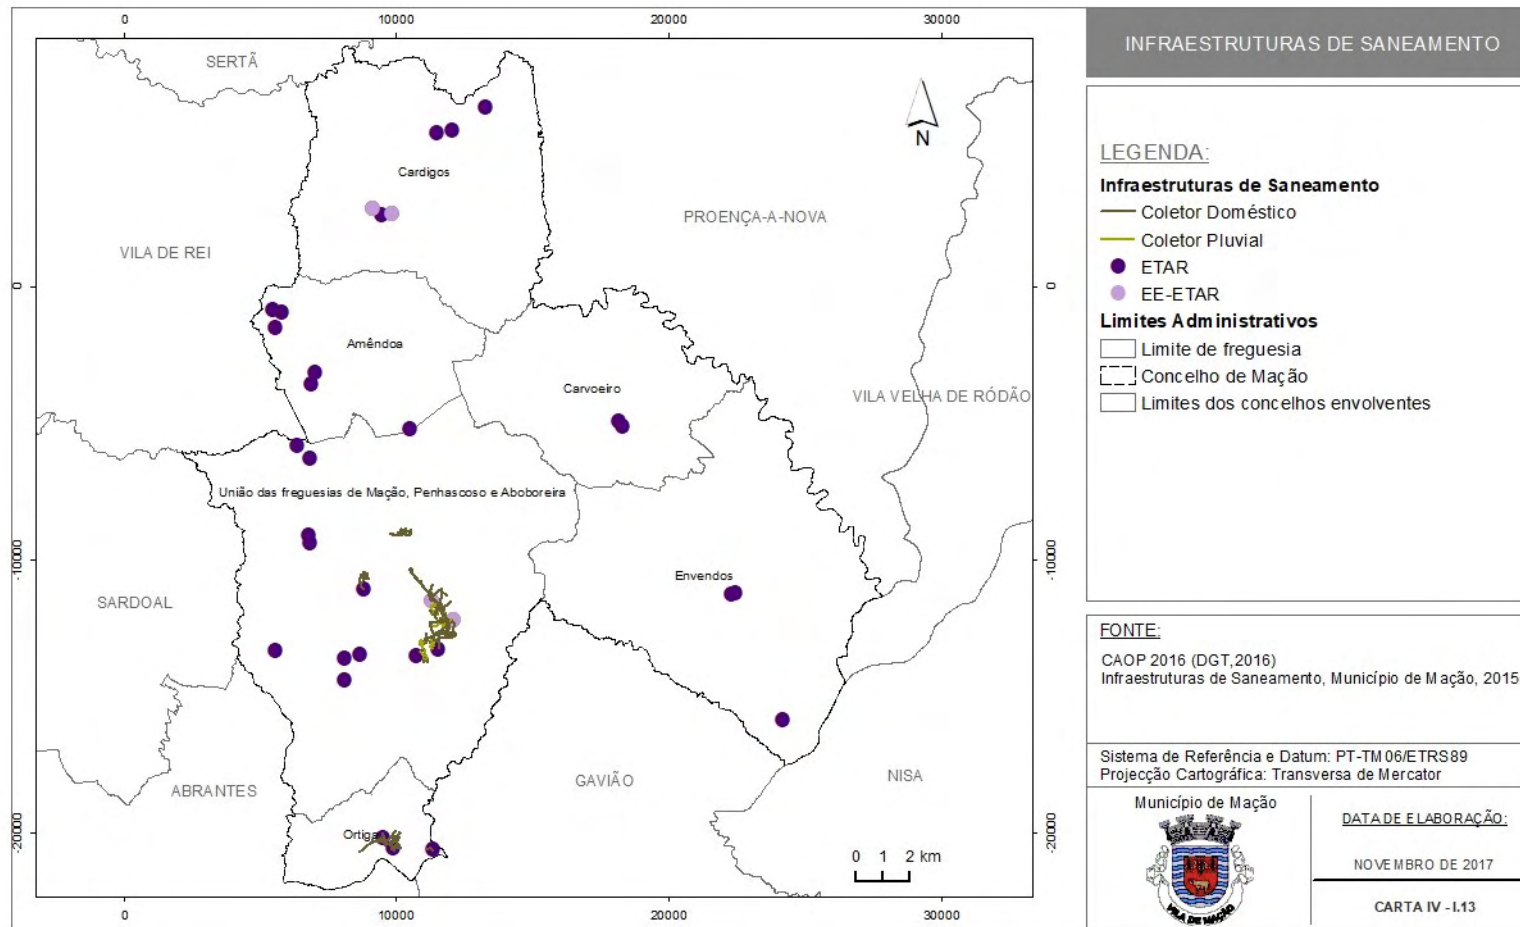 0 10000 20000 30000
INFRAESTRUTURAS DE SANEAMENTO
SERTÃ
N
Cardigos
PROENÇA-A-NOVA
VILA DE REI
0 0
Amêndoa
Carvoeiro
VILA VELHA DE RÓDÃO
União das freguesias de Mação, Penhascoso e Aboboreira
-10000 -10000
Envendos
SARDOAL
GAVIÃO
NISA
ABRANTES
Ortiga
-20000 -20000
0 1 2 km
0 10000 20000 30000
LEGENDA:
Infraestruturas de Saneamento
Coletor Doméstico
Coletor Pluvial
ETAR
EE-ETAR
Limites Administrativos
Limite de freguesia
Concelho de Mação
Limites dos concelhos envolventes
FONTE:
CAOP 2016 (DGT,2016)
Infraestruturas de Saneamento, Município de Mação, 2015
Sistema de Referência e Datum: PT-TM06/ETRS89
Projecção Cartográfica: Transversa de Mercator
Município de Mação
VILA DE MAÇÃO
DATA DE ELABORAÇÃO:
NOVEMBRO DE 2017
CARTA IV - I.13